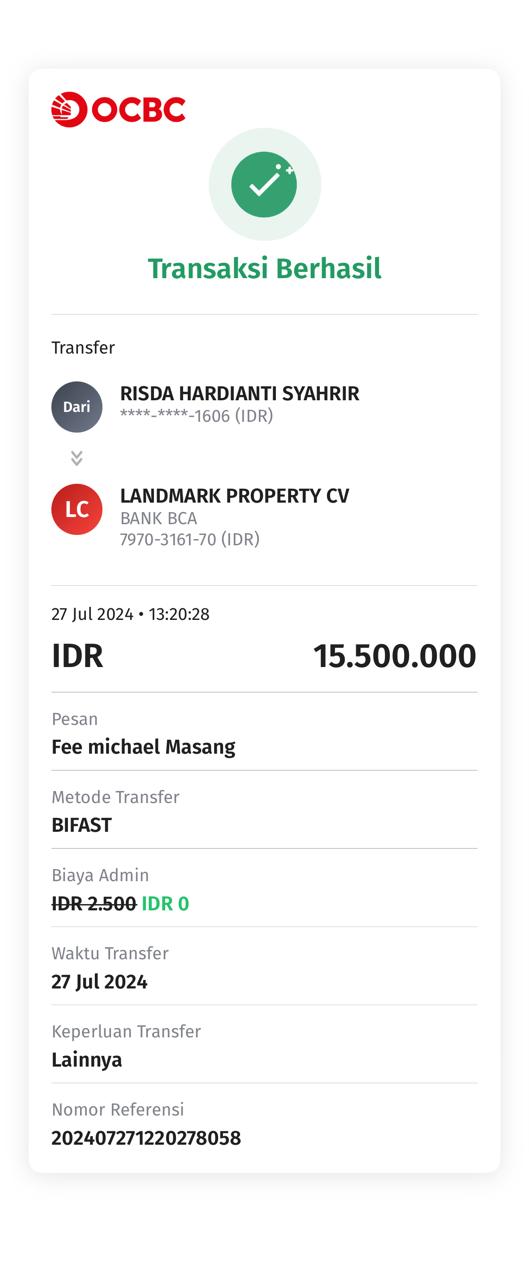 OCBC
Transaksi Berhasil
Transfer
Dari
RISDA HARDIANTI SYAHRIR
****-****-1606 (IDR)
LC
LANDMARK PROPERTY CV
BANK BCA
7970-3161-70 (IDR)
27 Jul 2024 • 13:20:28
IDR 15.500.000
Pesan
Fee michael Masang
Metode Transfer
BIFAST
Biaya Admin
IDR 2.500 IDR 0
Waktu Transfer
27 Jul 2024
Keperluan Transfer
Lainnya
Nomor Referensi
202407271220278058